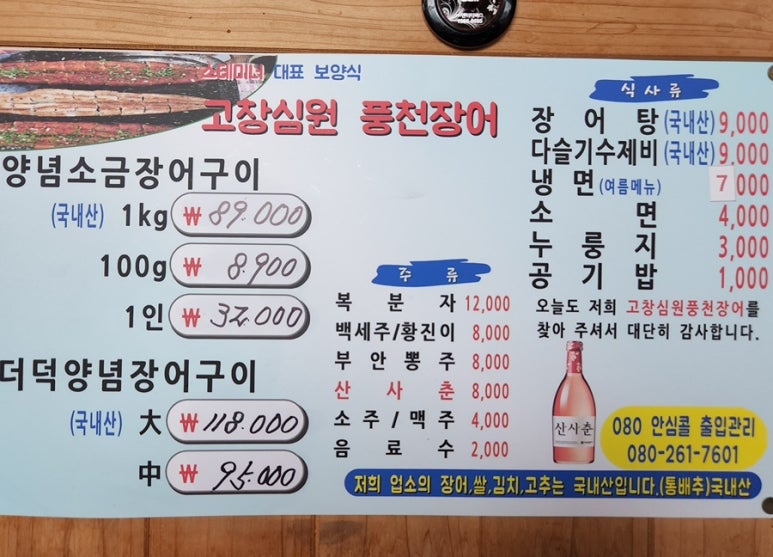 스테미너 대표 보양식
고창심원 풍천장어
양념소금장어구이
(국내산) 1kg ₩ 89.000
100g ₩ 8.900
1인 ₩ 32.000
더덕양념장어구이
(국내산) 大 ₩ 118.000
中 ₩ 95.000
주류
복분자 12,000
백세주/황진이 8,000
부안뽕주 8,000
산사춘 8,000
소주/맥주 4,000
음료수 2,000
식사류
장어탕 (국내산) 9,000
다슬기수제비 (국내산) 9,000
냉면 (여름메뉴) 7 000
소면 4,000
누룽지 3,000
공기밥 1,000
오늘도 저희 고창심원풍천장어를
찾아 주셔서 대단히 감사합니다.
산사춘
080 안심콜 출입관리
080-261-7601
저희 업소의 장어,쌀,김치,고추는 국내산입니다.(통배추)국내산